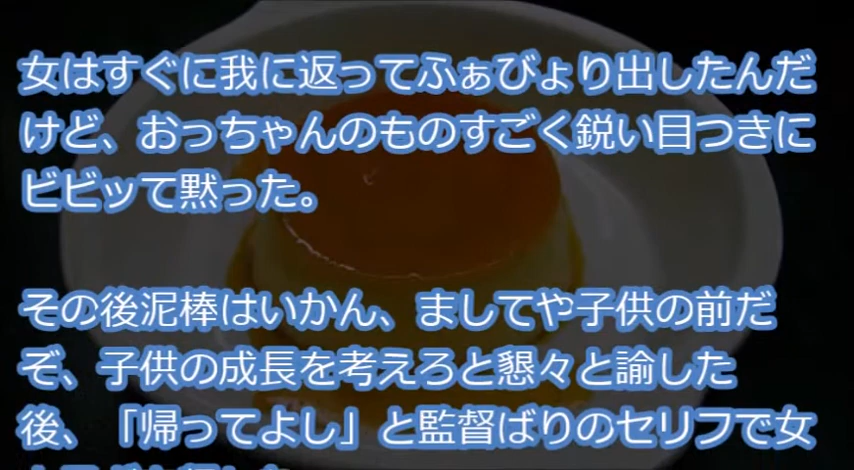 女はすぐに我に返ってふぁびょり出したんだ
けど、おっちゃんのものすごく鋭い目つきに
ビビッて黙った。
その後泥棒はいかん、ましてや子供の前だ
ぞ、子供の成長を考えろと懇々と諭した
後、「帰ってよし」と監督ばりのセリフで女